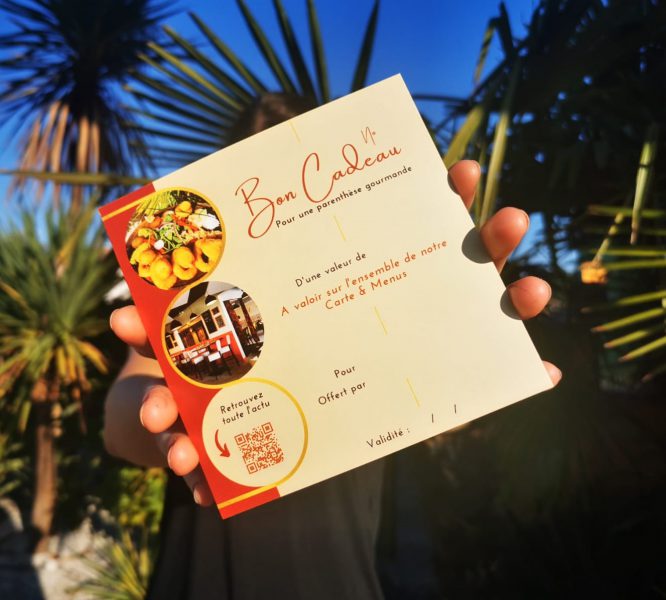 N°
Bon Cadeau
Pour une parenthèse gourmande
D'une valeur de
A valoir sur l'ensemble de notre
Carte & Menus
Pour
Offert par
Validité : / /
Retrouvez
toute l'actu